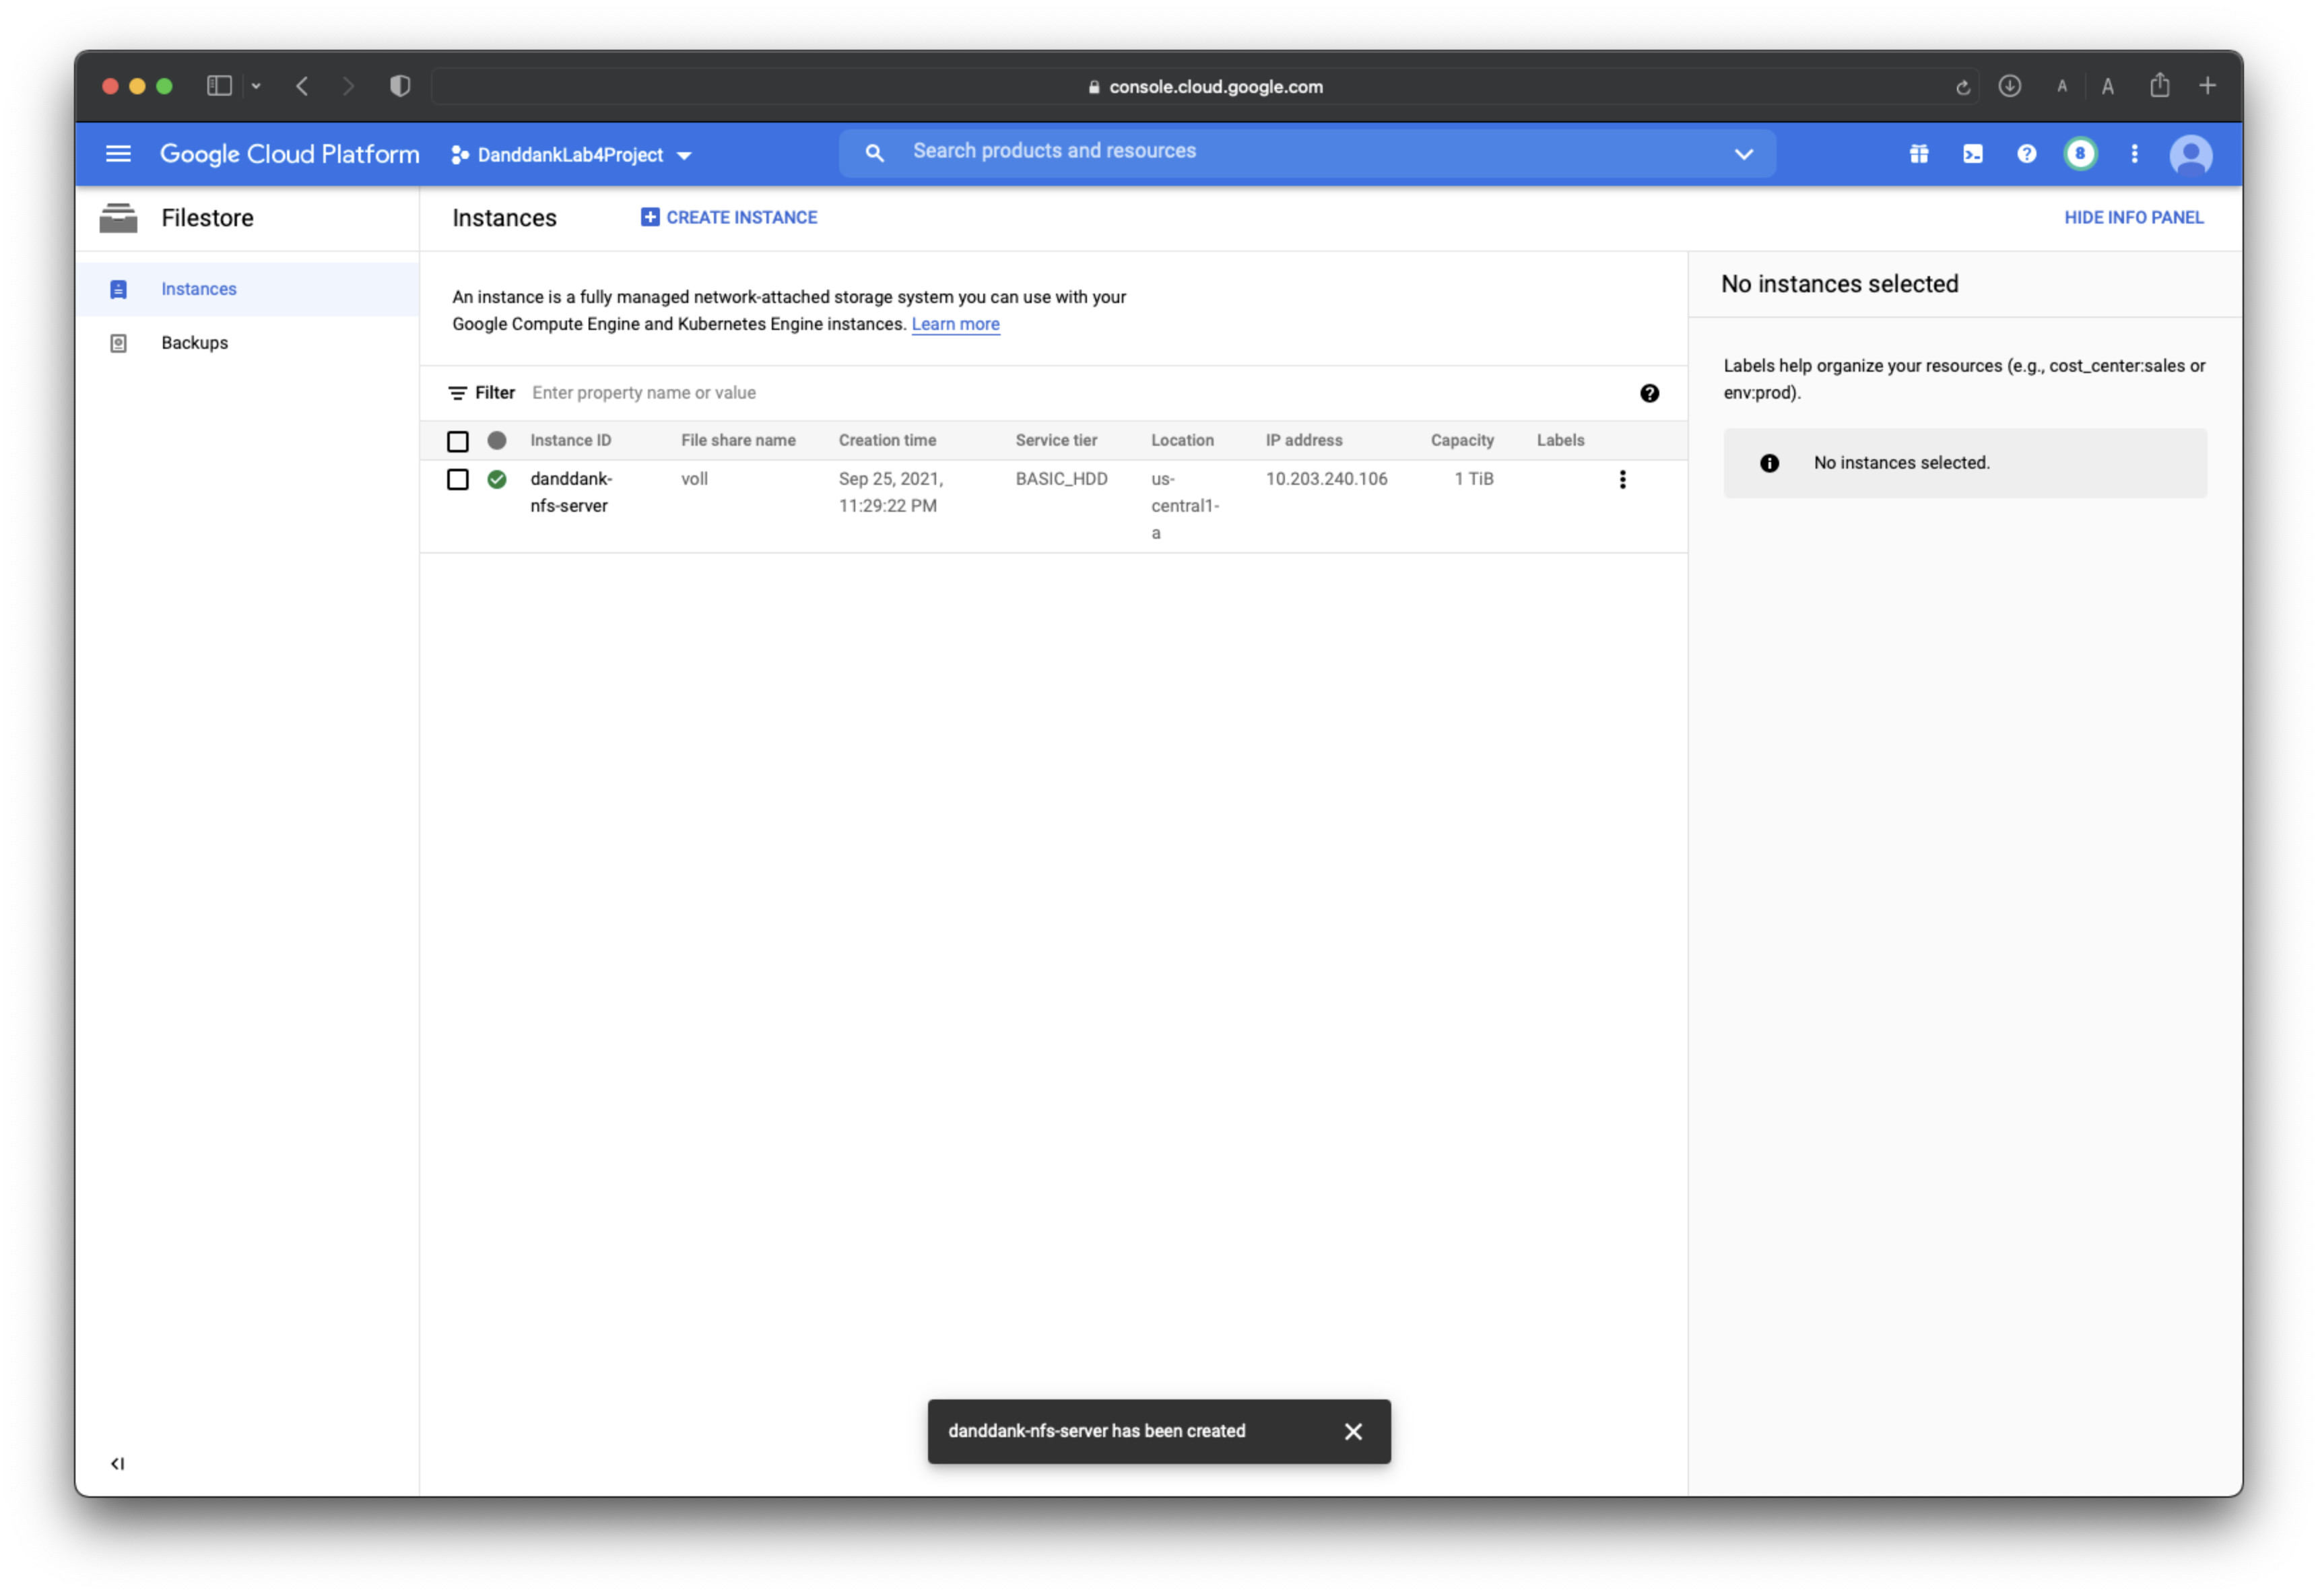 console.cloud.google.com
A A
Google Cloud Platform DanddankLab4Project Search products and resources 8
Filestore Instances CREATE INSTANCE HIDE INFO PANEL
Instances
Backups
An instance is a fully managed network-attached storage system you can use with your
Google Compute Engine and Kubernetes Engine instances. Learn more
Filter Enter property name or value
Instance ID File share name Creation time Service tier Location IP address Capacity Labels
danddank- voll Sep 25, 2021, BASIC_HDD us- 10.203.240.106 1 TiB
nfs-server 11:29:22 PM central1-
a
No instances selected
Labels help organize your resources (e.g., cost_center:sales or
env:prod).
No instances selected.
danddank-nfs-server has been created